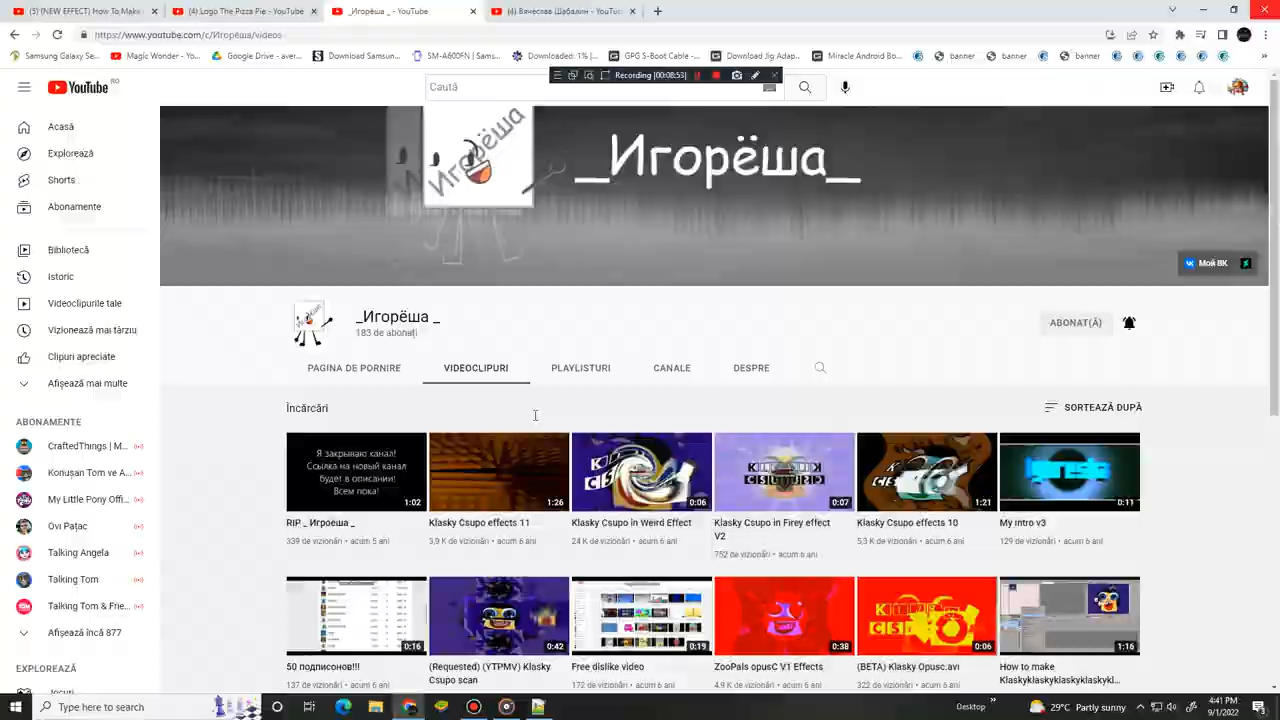 (5) (NEW EFFECT) My
(4) Logo The Pizza Pie - YouTube
_Игорёша_ - YouTube
(4) Вячеслав Шабалин - YouTube
https://www.youtube.com/c/Игорёша/videos
Samsung Galaxy S...
Magic Wonder - Yo...
Google Drive - aver...
Download Samsun...
SM-A600FN | Sams...
Downloaded: 1% |...
GPG S-Boot Cable -...
Download Jig Adap...
Miracle Android Bo...
banner
banner
banner
Recording [00:08:53]
YouTube RO
Caută
Acasă
Explorează
Shorts
Abonamente
Bibliotecă
Istoric
Videoclipurile tale
Vizionează mai târziu
Clipuri apreciate
Afișează mai multe
ABONAMENTE
CraftedThings | M...
Konuşan Tom ve A...
My Little Pony Offi...
Ovi Pațac
Talking Angela
Talking Tom
Talking Tom & Frie...
Afișează încă 877
EXPLOREAZĂ
Jocuri
Игорёша
_Игорёша_
Мой ВК
_Игорёша _
183 de abonați
ABONAT(Ă)
PAGINA DE PORNIRE
VIDEOCLIPURI
PLAYLISTURI
CANALE
DESPRE
Încărcări
SORTEAZĂ DUPĂ
Я закрываю канал!
Ссылка на новый канал
будет в описании!
Всем пока!
1:02
1:26
0:06
0:07
1:21
0:11
RIP _ Игроеша _
339 de vizionări • acum 5 ani
Klasky Csupo effects 11
3,9 K de vizionări • acum 6 ani
Klasky Csupo in Weird Effect
24 K de vizionări • acum 6 ani
Klasky Csupo in Firey effect
V2
752 de vizionări • acum 6 ani
Klasky Csupo effects 10
5,3 K de vizionări • acum 6 ani
My intro v3
129 de vizionări • acum 6 ani
0:16
0:42
0:19
0:38
0:06
1:16
50 подписонов!!!
137 de vizionări • acum 6 ani
(Requested) (YTPMV) Klasky
Csupo scan
Free dislike video
172 de vizionări • acum 6 ani
ZooPals opusC V1 Effects
4,9 K de vizionări • acum 6 ani
(BETA) Klasky Opusc.avi
322 de vizionări • acum 6 ani
How to make
Klaskyklaskyklaskyklaskykl...
Type here to search
Desktop
29°C Partly sunny
4:41 PM
9/1/2022